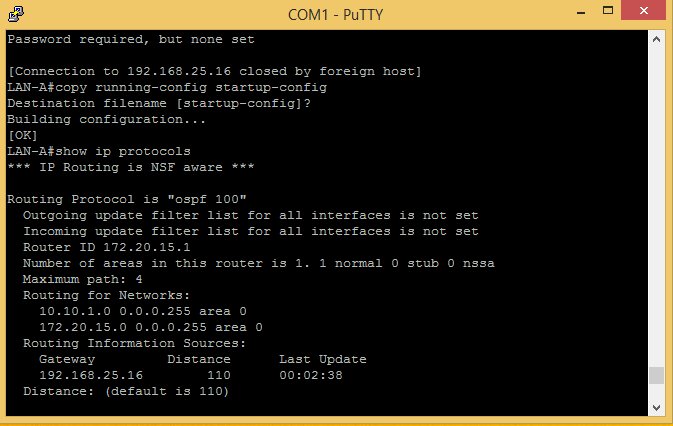 COM1 - PuTTY
Password required, but none set
[Connection to 192.168.25.16 closed by foreign host]
LAN-A#copy running-config startup-config
Destination filename [startup-config]?
Building configuration...
[OK]
LAN-A#show ip protocols
*** IP Routing is NSF aware ***
Routing Protocol is "ospf 100"
Outgoing update filter list for all interfaces is not set
Incoming update filter list for all interfaces is not set
Router ID 172.20.15.1
Number of areas in this router is 1. 1 normal 0 stub 0 nssa
Maximum path: 4
Routing for Networks:
10.10.1.0 0.0.0.255 area 0
172.20.15.0 0.0.0.255 area 0
Routing Information Sources:
Gateway Distance Last Update
192.168.25.16 110 00:02:38
Distance: (default is 110)